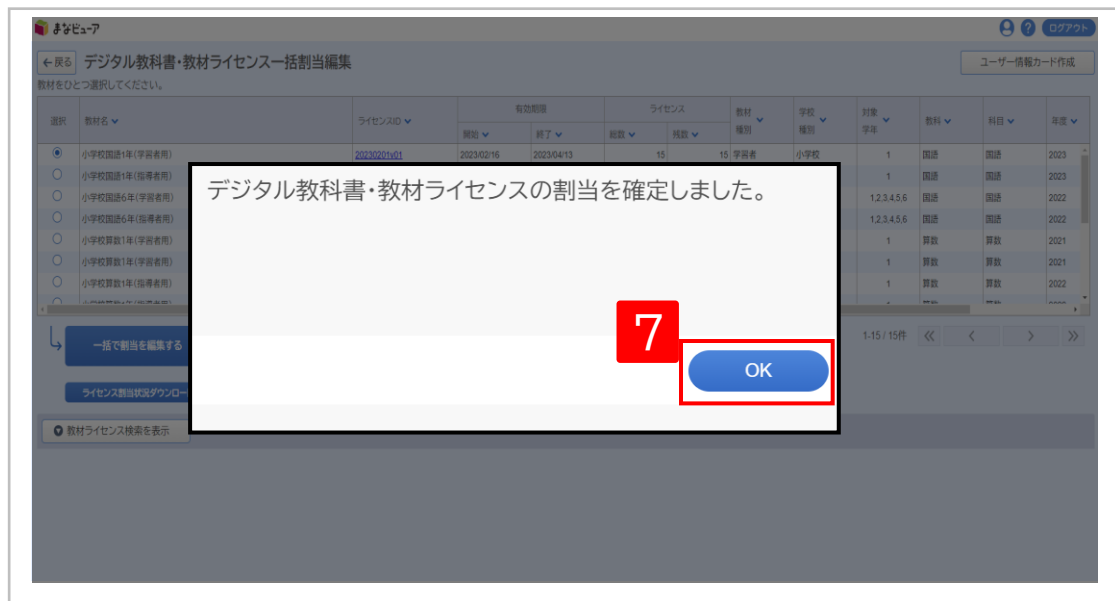 まなビューア
ログアウト
←戻る デジタル教科書・教材ライセンス一括割当編集 ユーザー情報カード作成
教材をひとつ選択してください。
選択 教材名 ライセンスID 有効期限 ライセンス 教材種別 学校種別 対象学年 教科 科目 年度
開始 終了 総数 残数
小学校国語1年(学習者用) 20230201v01 2023/02/16 2023/04/13 15 15 学習者 小学校 1 国語 国語 2023
小学校国語1年(指導者用) 1 国語 国語 2023
小学校国語6年(学習者用) 1,2,3,4,5,6 国語 国語 2022
小学校国語6年(指導者用) 1,2,3,4,5,6 国語 国語 2022
小学校算数1年(学習者用) 1 算数 算数 2021
小学校算数1年(学習者用) 1 算数 算数 2021
小学校算数1年(指導者用) 1 算数 算数 2022
デジタル教科書・教材ライセンスの割当を確定しました。
7
OK
一括で割当を編集する 1-15 / 15件
ライセンス割当状況ダウンロー
教材ライセンス検索を表示